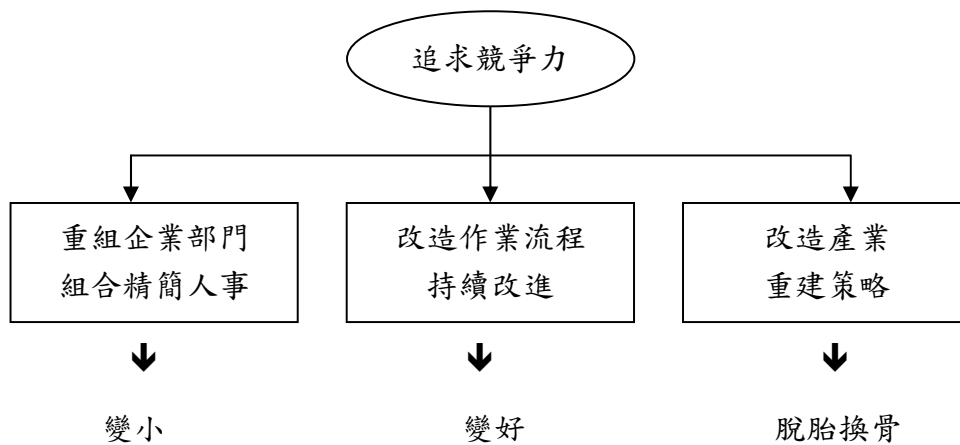 追求競爭力
重組企業部門
組合精簡人事
改造作業流程
持續改進
改造產業
重建策略
變小
變好
脫胎換骨